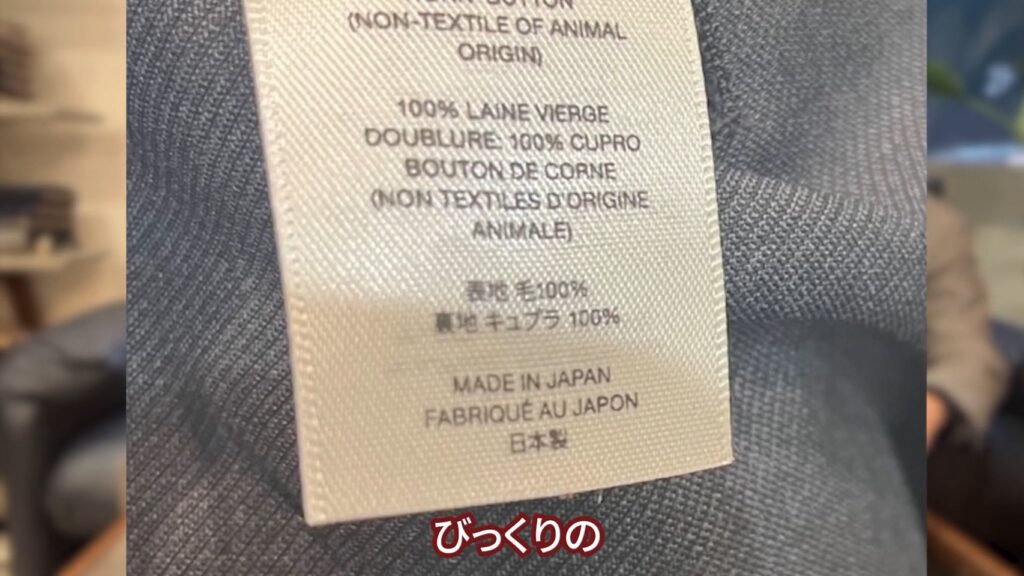 (NON-TEXTILE OF ANIMAL
ORIGIN)
100% LAINE VIERGE
DOUBLURE: 100% CUPRO
BOUTON DE CORNE
(NON TEXTILES D'ORIGINE
ANIMALE)
表地 毛100%
裏地 キュプラ 100%
MADE IN JAPAN
FABRIQUÉ AU JAPON
日本製
びっくりの